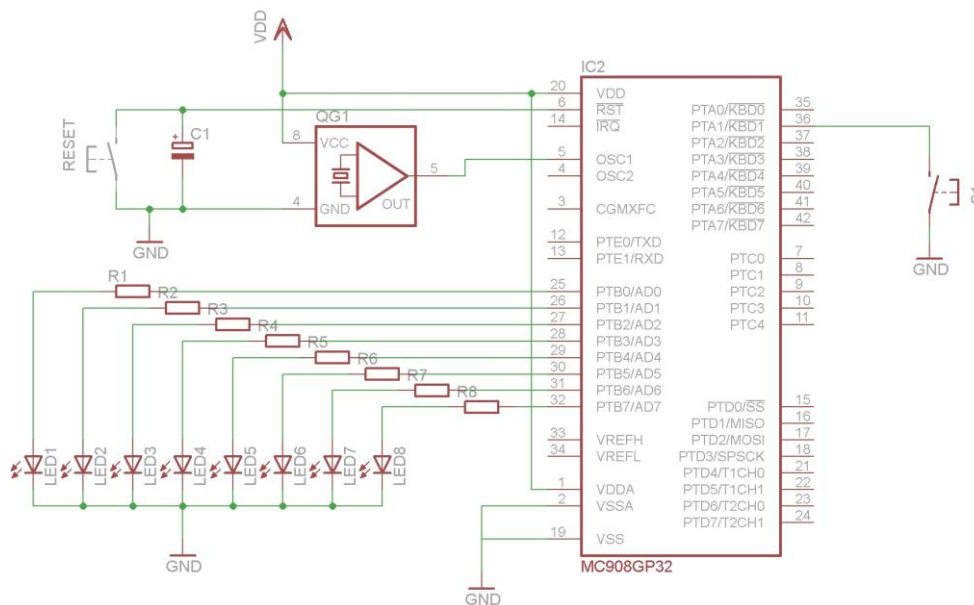 VDD
IC2
20 VDD
6 RST
14 IRQ
5 OSC1
4 OSC2
3 CGMXFC
12 PTE0/TXD
13 PTE1/RXD
25 PTB0/AD0
26 PTB1/AD1
27 PTB2/AD2
28 PTB3/AD3
29 PTB4/AD4
30 PTB5/AD5
31 PTB6/AD6
32 PTB7/AD7
33 VREFH
34 VREFL
1 VDDA
2 VSSA
19 VSS
PTA0/KBD0 35
PTA1/KBD1 36
PTA2/KBD2 37
PTA3/KBD3 38
PTA4/KBD4 39
PTA5/KBD5 40
PTA6/KBD6 41
PTA7/KBD7 42
PTC0 7
PTC1 8
PTC2 9
PTC3 10
PTC4 11
PTD0/SS 15
PTD1/MISO 16
PTD2/MOSI 17
PTD3/SPSCK 18
PTD4/T1CH0 21
PTD5/T1CH1 22
PTD6/T2CH0 23
PTD7/T2CH1 24
MC908GP32
RESET
C1
QG1
8 VCC
5
OUT
4 GND
GND
R1
R2
R3
R4
R5
R6
R7
R8
LED1
LED2
LED3
LED4
LED5
LED6
LED7
LED8
GND
GND
GND